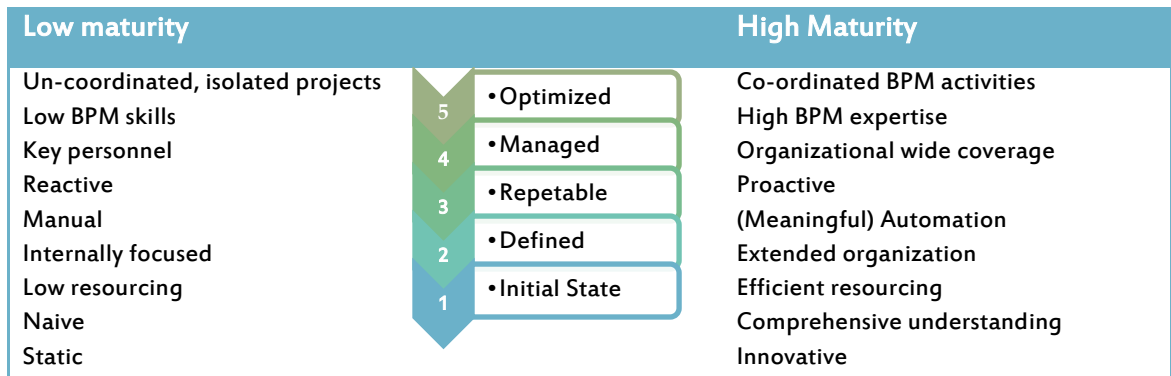 Low maturity
High Maturity
Un-coordinated, isolated projects
Low BPM skills
Key personnel
Reactive
Manual
Internally focused
Low resourcing
Naive
Static
5
•Optimized
4
•Managed
3
•Repetable
2
•Defined
1
•Initial State
Co-ordinated BPM activities
High BPM expertise
Organizational wide coverage
Proactive
(Meaningful) Automation
Extended organization
Efficient resourcing
Comprehensive understanding
Innovative